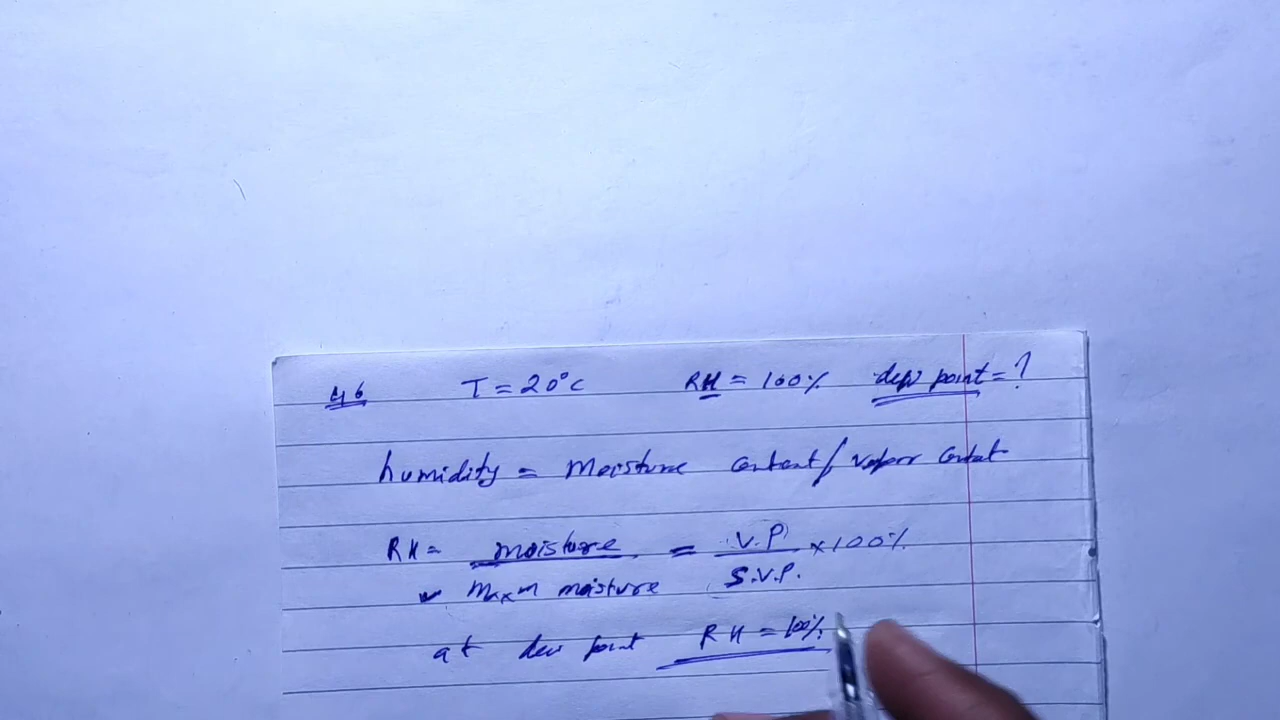 46 T = 20°C RH = 100% dew point = ?
humidity = Moisture content/vapor content
RH = moisture / Maxm moisture = V.P / S.V.P. × 100%
at dew point RH = 100%.